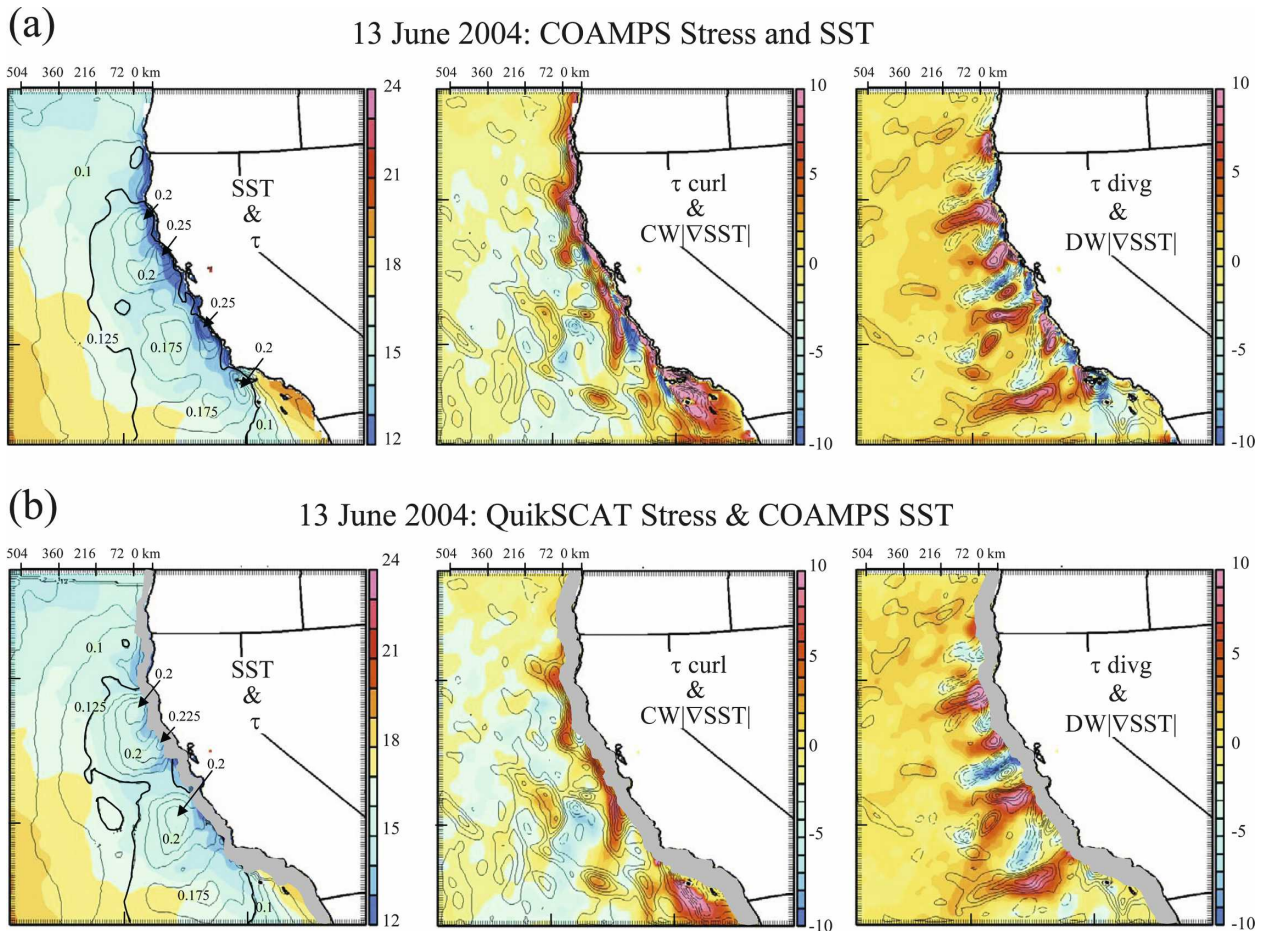 (a)
13 June 2004: COAMPS Stress and SST
504 360 216 72 0 km
24
21
18
15
12
SST
&
τ
0.1
0.2
0.25
0.2
0.25
0.125
0.175
0.2
0.175
0.1
504 360 216 72 0 km
10
5
0
-5
-10
τ curl
&
CW|∇SST|
504 360 216 72 0 km
10
5
0
-5
-10
τ divg
&
DW|∇SST|
(b)
13 June 2004: QuikSCAT Stress & COAMPS SST
504 360 216 72 0 km
24
21
18
15
12
SST
&
τ
0.1
0.2
0.125
0.225
0.2
0.2
0.2
0.175
0.1
504 360 216 72 0 km
10
5
0
-5
-10
τ curl
&
CW|∇SST|
504 360 216 72 0 km
10
5
0
-5
-10
τ divg
&
DW|∇SST|